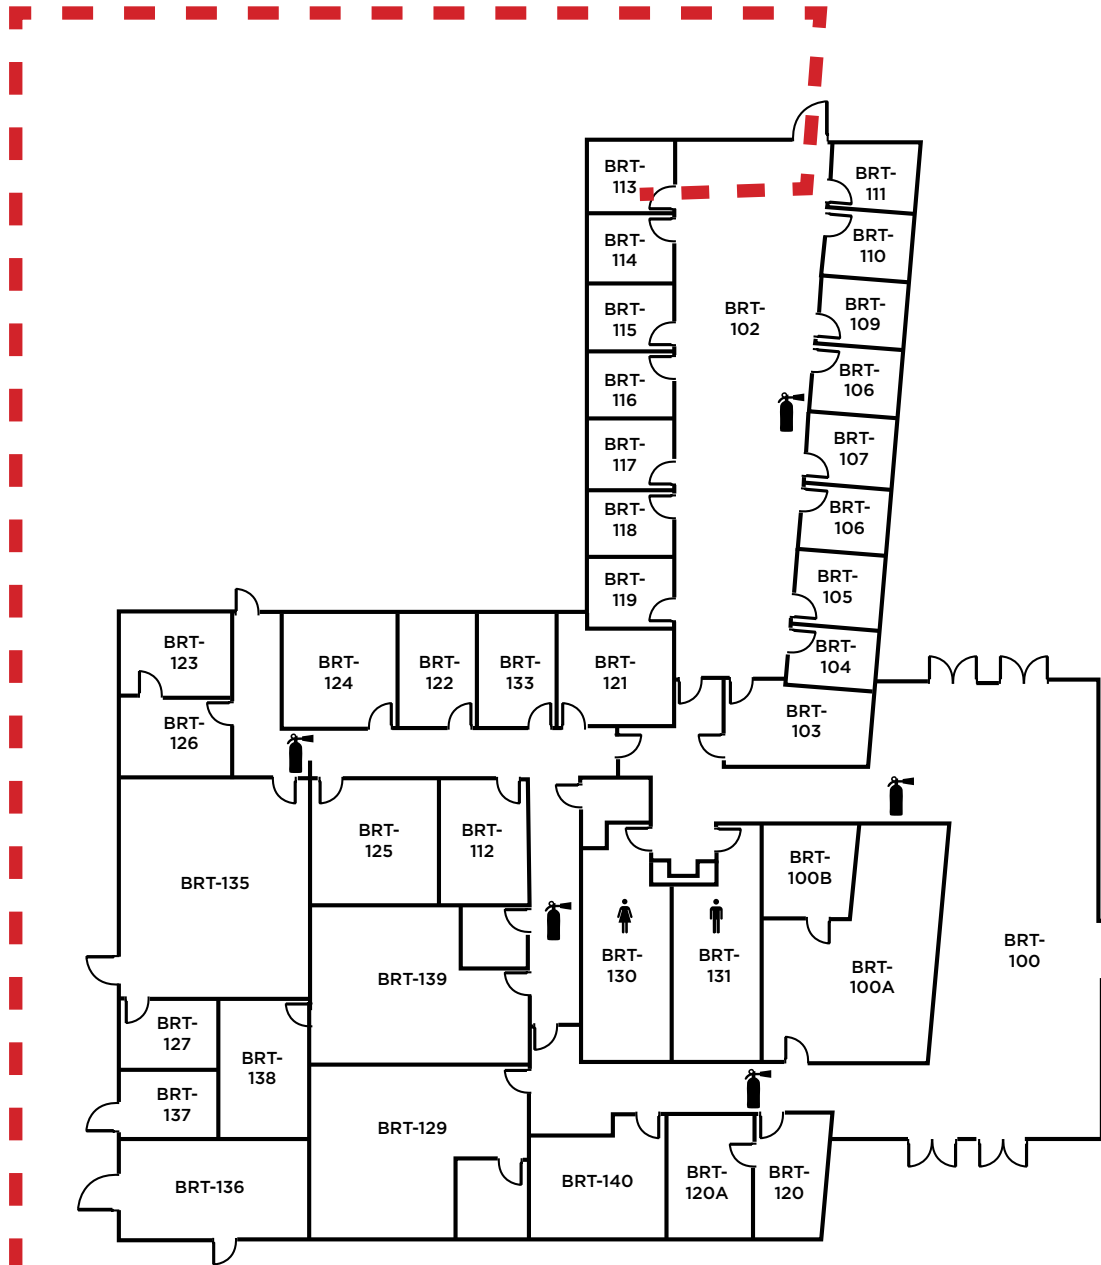 BRT-
113
BRT-
111
BRT-
114
BRT-
110
BRT-
115
BRT-
102
BRT-
109
BRT-
116
BRT-
106
BRT-
117
BRT-
107
BRT-
118
BRT-
106
BRT-
119
BRT-
105
BRT-
123
BRT-
124
BRT-
122
BRT-
133
BRT-
121
BRT-
104
BRT-
126
BRT-
103
BRT-
125
BRT-
112
BRT-
100B
BRT-135
BRT-139
BRT-
130
BRT-
131
BRT-
100A
BRT-
100
BRT-
127
BRT-
138
BRT-
137
BRT-129
BRT-136
BRT-140
BRT-
120A
BRT-
120